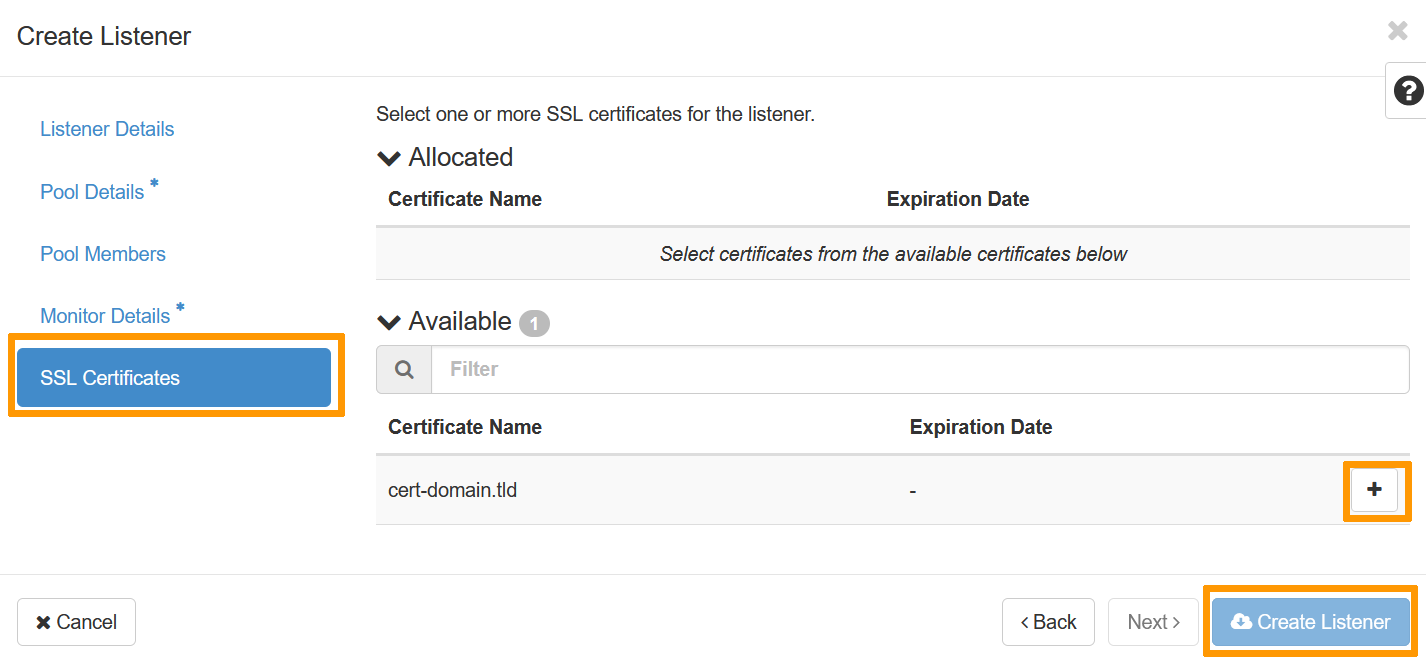 Create Listener
Listener Details
Pool Details *
Pool Members
Monitor Details *
SSL Certificates
Select one or more SSL certificates for the listener.
Allocated
Certificate Name Expiration Date
Select certificates from the available certificates below
Available 1
Filter
Certificate Name Expiration Date
cert-domain.tld -
Cancel
Back
Next
Create Listener